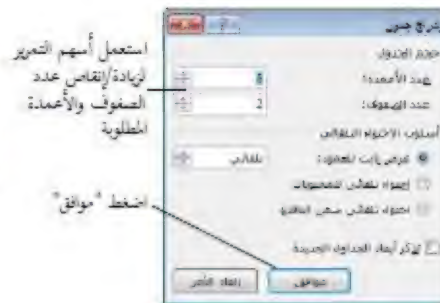 إدراج جدول
حجم الجدول
عدد الأعمدة:
عدد الصفوف: 2
أسلوب الاحتواء التلقائي
عرض ثابت للعمود: تلقائي
احتواء تلقائي للمحتويات
احتواء تلقائي ضمن النافذة
تذكر أبعاد الجداول الجديدة
موافق
إلغاء الأمر
استعمل أسهم التمرير
لزيادة/إنقاص عدد
الصفوف والأعمدة
المطلوبة
اضغط "موافق"